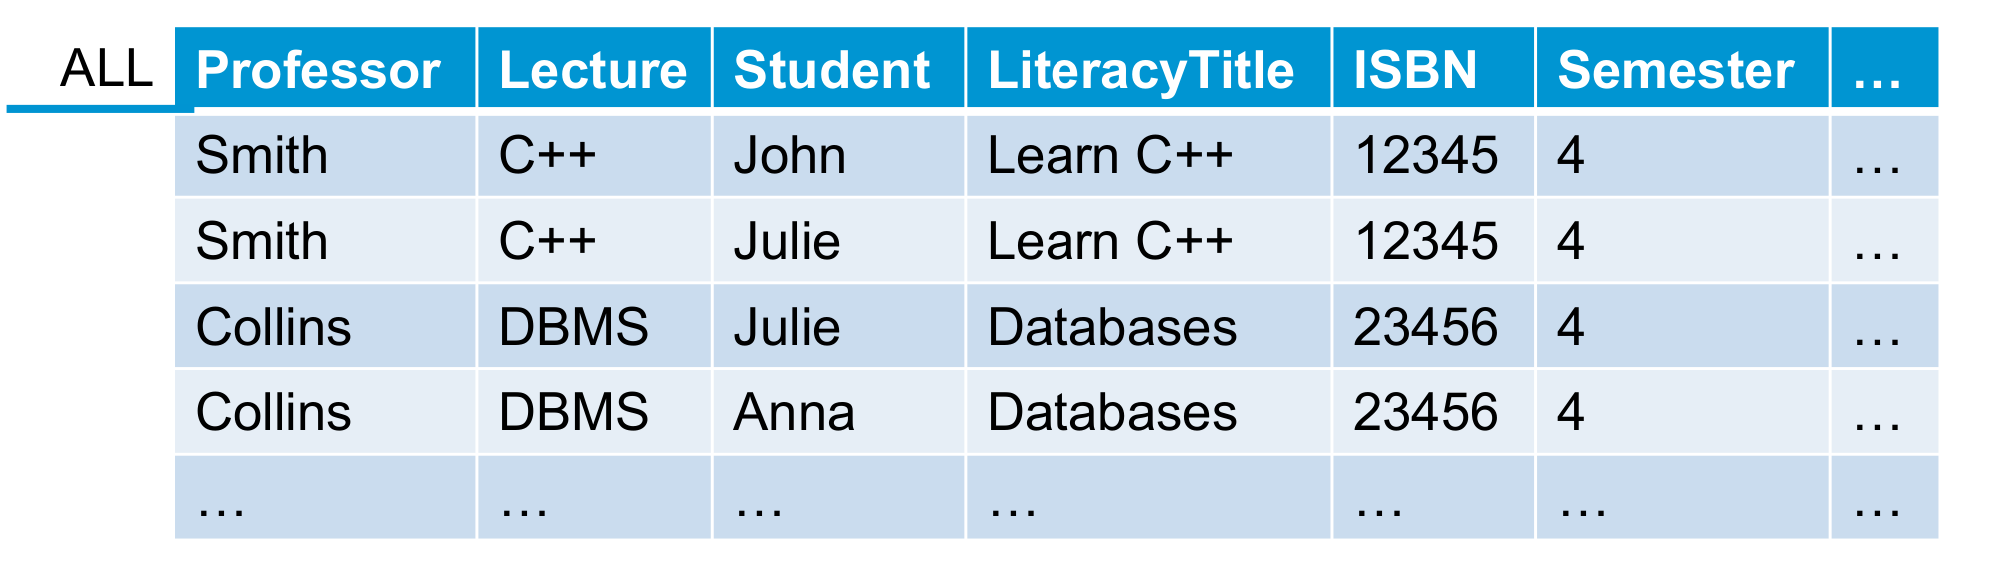 ALL Professor Lecture Student LiteracyTitle ISBN Semester …
Smith C++ John Learn C++ 12345 4 …
Smith C++ Julie Learn C++ 12345 4 …
Collins DBMS Julie Databases 23456 4 …
Collins DBMS Anna Databases 23456 4 …
… … … … … … …